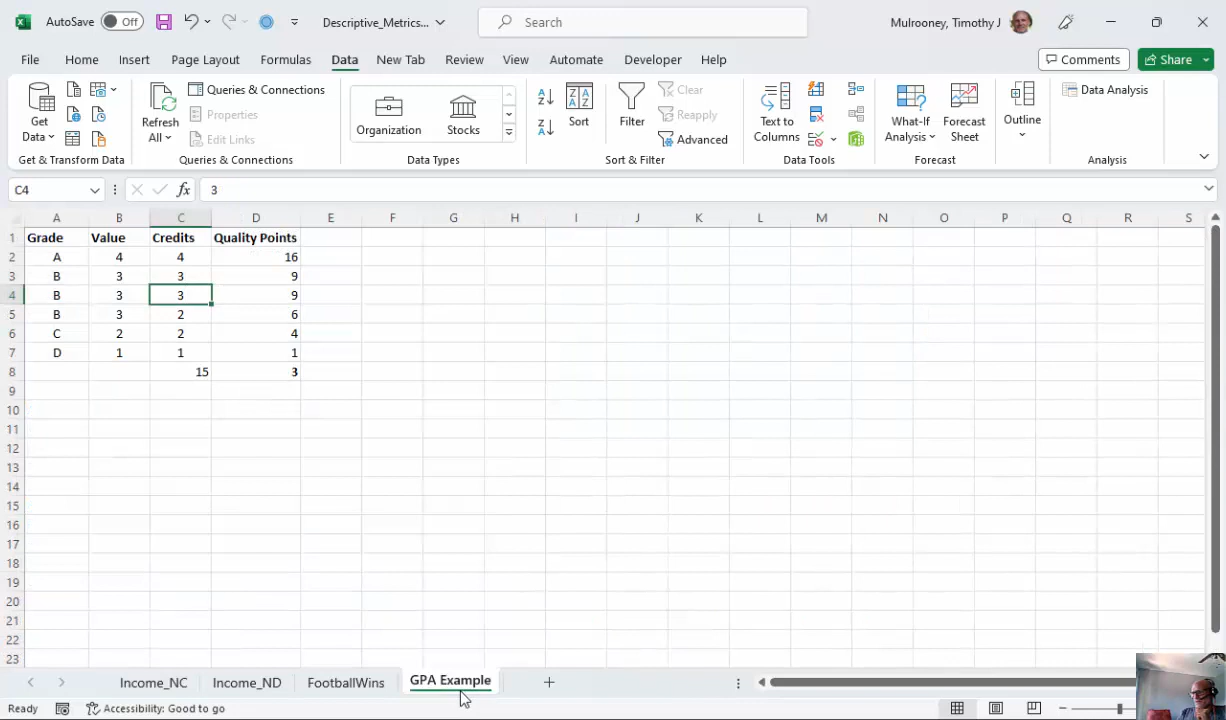 AutoSave Off Descriptive_Metrics... Search Mulrooney, Timothy J
File Home Insert Page Layout Formulas Data New Tab Review View Automate Developer Help Comments Share
Get Data
Refresh All
Queries & Connections
Properties
Edit Links
Organization
Stocks
Sort
Filter
Clear
Reapply
Advanced
Text to Columns
What-If Analysis
Forecast Sheet
Outline
Data Analysis
Get & Transform Data Queries & Connections Data Types Sort & Filter Data Tools Forecast Analysis
C4 fx 3
A B C D E F G H I J K L M N O P Q R S
1 Grade Value Credits Quality Points
2 A 4 4 16
3 B 3 3 9
4 B 3 3 9
5 B 3 2 6
6 C 2 2 4
7 D 1 1 1
8 15 3
9
10
11
12
13
14
15
16
17
18
19
20
21
22
23
Income_NC Income_ND FootballWins GPA Example
Ready Accessibility: Good to go